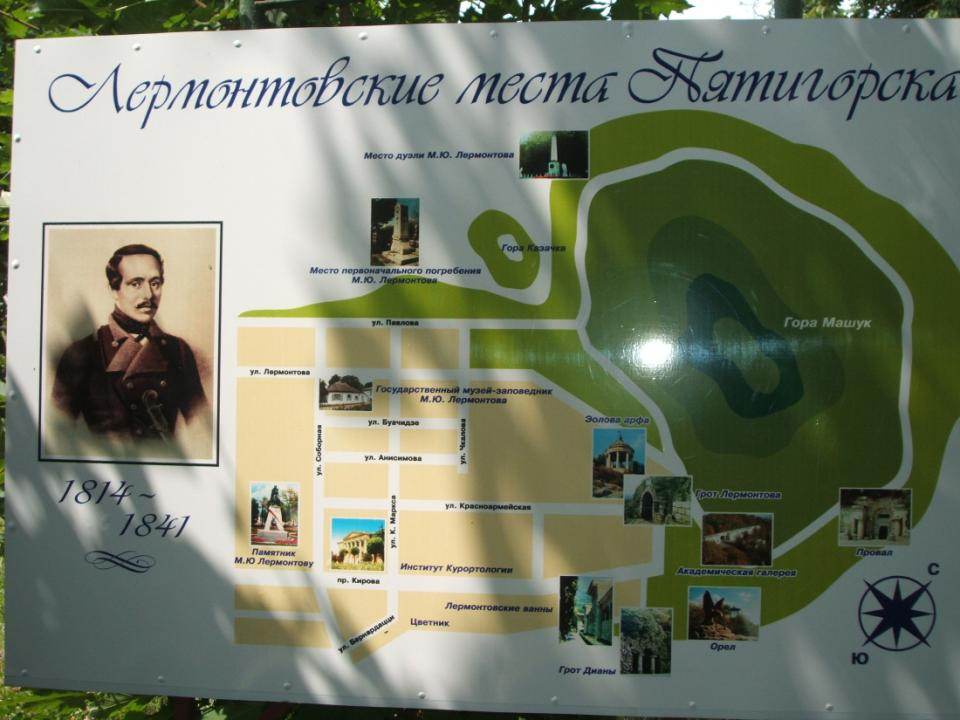 Лермонтовские места Пятигорска
Место дуэли М.Ю. Лермонтова
Гора Казачка
Место первоначального погребения
М.Ю. Лермонтова
ул. Павлова
Гора Машук
ул. Лермонтова
Государственный музей-заповедник
М.Ю. Лермонтова
ул. Буачидзе
Эолова арфа
ул. Соборная
ул. Чкалова
ул. Анисимова
1814 ~
1841
Грот Лермонтова
ул. Красноармейская
ул. К. Маркса
Памятник
М.Ю Лермонтову
Провал
Институт Курортологии
Академическая галерея
С
пр. Кирова
Лермонтовские ванны
Цветник
ул. Бернардацци
Орел
Ю
Грот Дианы